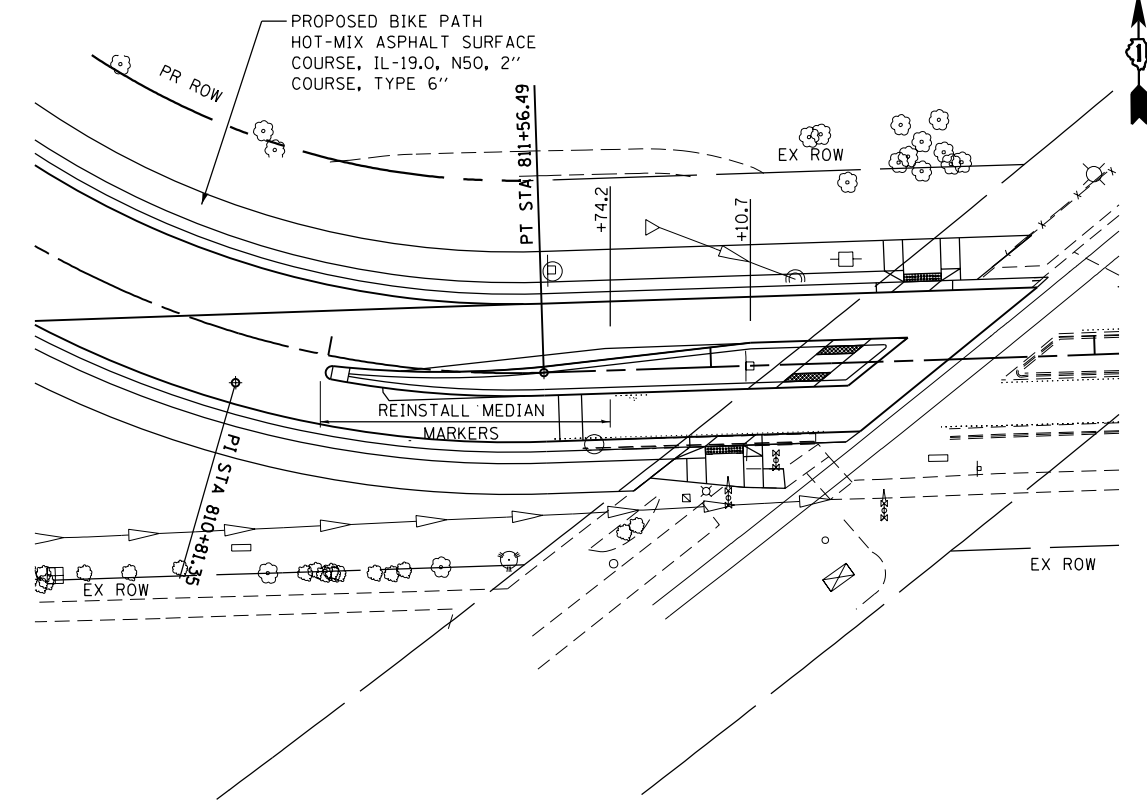 PROPOSED BIKE PATH
HOT-MIX ASPHALT SURFACE
COURSE, IL-19.0, N50, 2"
COURSE, TYPE 6"
PR ROW
PT STA 811+56.49
EX ROW
+74.2
+10.7
1
REINSTALL MEDIAN
MARKERS
PI STA 810+81.35
EX ROW
EX ROW